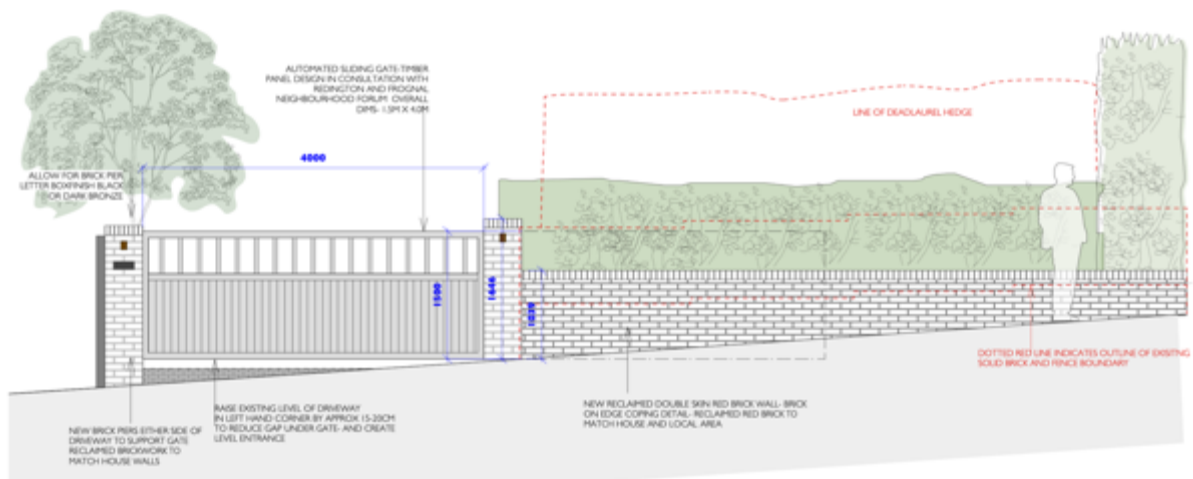 AUTOMATED SLIDING GATE-TIMBER
PANEL DESIGN IN CONSULTATION WITH
REDINGTON AND FROGNAL
NEIGHBOURHOOD FORUM OVERALL
DIMS- 1.5M X 4.0M
LINE OF DEADLAUREL HEDGE
4000
ALLOW FOR BRICK PIER
LETTER BOXFINISH BLACK
OR DARK BRONZE
1500
1646
DOTTED RED LINE INDICATES OUTLINE OF EXISITNG
SOLID BRICK AND FENCE BOUNDARY
RAISE EXISTING LEVEL OF DRIVEWAY
IN LEFT HAND CORNER BY APPROX 15-20CM
TO REDUCE GAP UNDER GATE- AND CREATE
LEVEL ENTRANCE
NEW RECLAIMED DOUBLE SKIN RED BRICK WALL- BRICK
ON EDGE COPING DETAIL- RECLAIMED RED BRICK TO
MATCH HOUSE AND LOCAL AREA
NEW BRICK PIERS EITHER SIDE OF
DRIVEWAY TO SUPPORT GATE
RECLAIMED BRICKWORK TO
MATCH HOUSE WALLS